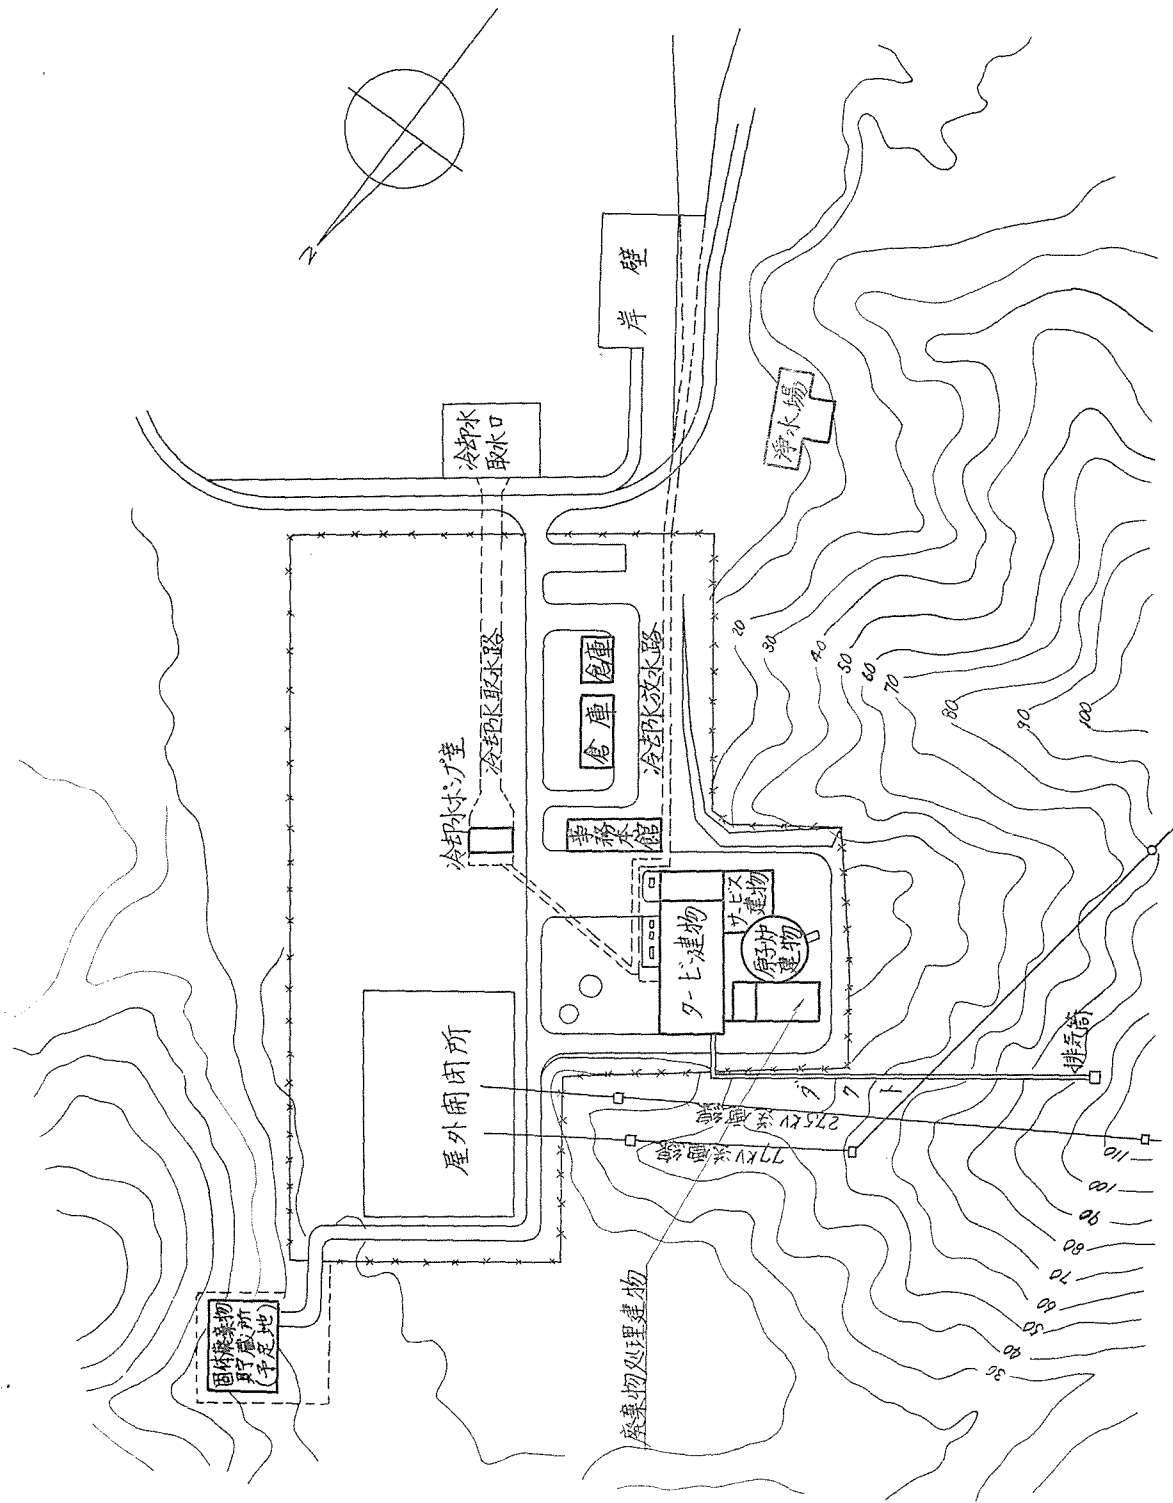 N
岸壁
冷却水
取水口
浄水場
冷却水取水路
冷却水ポンプ室
倉庫
倉庫
冷却水放水路
事務本館
サービス
建物
タービン建物
原子炉
建物
屋外開閉所
排気筒
ダクト
275KV送電線
77KV送電線
廃棄物処理建物
固体廃棄物
貯蔵所
(予定地)
20
30
40
50
60
70
80
90
100
110
100
90
80
70
60
50
40
30